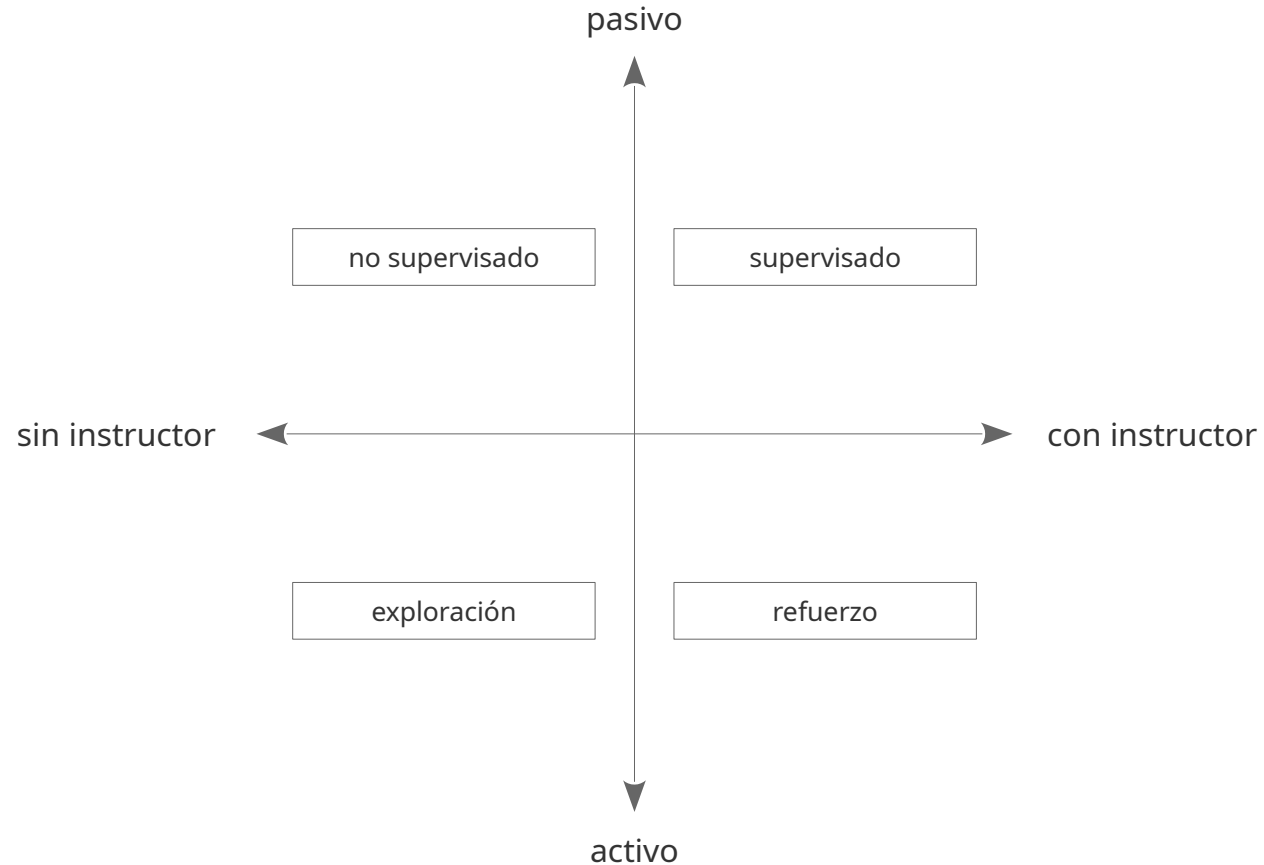 pasivo
no supervisado
supervisado
sin instructor
con instructor
exploración
refuerzo
activo